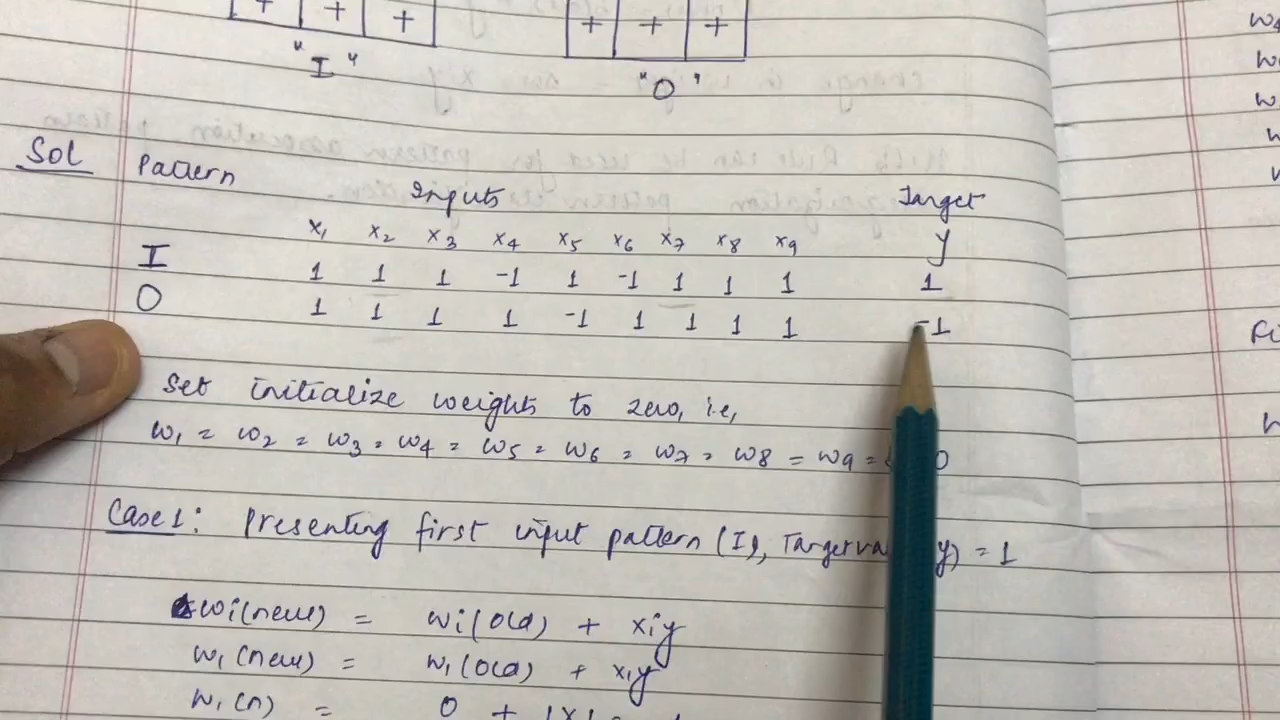 + + + + + +
"I" "O"
Sol Pattern Inputs Target
x₁ x₂ x₃ x₄ x₅ x₆ x₇ x₈ x₉ y
I 1 1 1 -1 1 -1 1 1 1 1
O 1 1 1 1 -1 1 1 1 1 -1
Set initialize weights to zero, i.e,
w₁ = w₂ = w₃ = w₄ = w₅ = w₆ = w₇ = w₈ = w₉ = 0
Case 1: Presenting first input pattern (I), Target y) = 1
wi(new) = wi(old) + xiy
w₁(new) = w₁(old) + x₁y
w₁(n) = 0 + 1x1